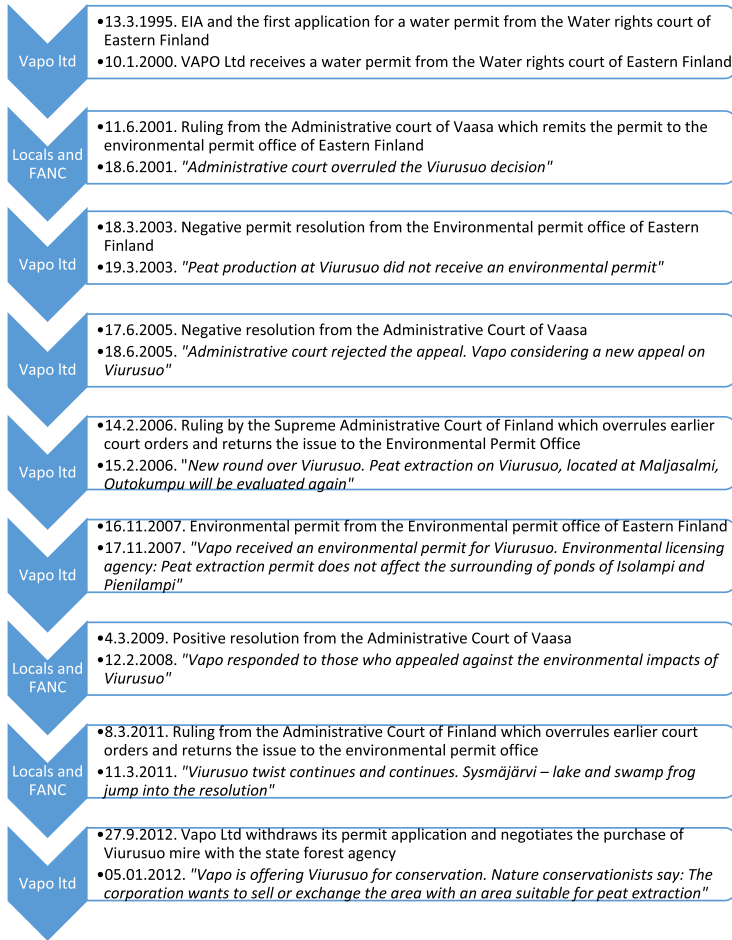 Vapo ltd
•13.3.1995. EIA and the first application for a water permit from the Water rights court of
Eastern Finland
•10.1.2000. VAPO Ltd receives a water permit from the Water rights court of Eastern Finland
Locals and
FANC
•11.6.2001. Ruling from the Administrative court of Vaasa which remits the permit to the
environmental permit office of Eastern Finland
•18.6.2001. "Administrative court overruled the Viurusuo decision"
Vapo ltd
•18.3.2003. Negative permit resolution from the Environmental permit office of Eastern
Finland
•19.3.2003. "Peat production at Viurusuo did not receive an environmental permit"
Vapo ltd
•17.6.2005. Negative resolution from the Administrative Court of Vaasa
•18.6.2005. "Administrative court rejected the appeal. Vapo considering a new appeal on
Viurusuo"
Vapo ltd
•14.2.2006. Ruling by the Supreme Administrative Court of Finland which overrules earlier
court orders and returns the issue to the Environmental Permit Office
•15.2.2006. "New round over Viurusuo. Peat extraction on Viurusuo, located at Maljasalmi,
Outokumpu will be evaluated again"
Vapo ltd
•16.11.2007. Environmental permit from the Environmental permit office of Eastern Finland
•17.11.2007. "Vapo received an environmental permit for Viurusuo. Environmental licensing
agency: Peat extraction permit does not affect the surrounding of ponds of Isolampi and
Pienilampi"
Locals and
FANC
•4.3.2009. Positive resolution from the Administrative Court of Vaasa
•12.2.2008. "Vapo responded to those who appealed against the environmental impacts of
Viurusuo"
Locals and
FANC
•8.3.2011. Ruling from the Administrative Court of Finland which overrules earlier court
orders and returns the issue to the environmental permit office
•11.3.2011. "Viurusuo twist continues and continues. Sysmäjärvi – lake and swamp frog
jump into the resolution"
Vapo ltd
•27.9.2012. Vapo Ltd withdraws its permit application and negotiates the purchase of
Viurusuo mire with the state forest agency
•05.01.2012. "Vapo is offering Viurusuo for conservation. Nature conservationists say: The
corporation wants to sell or exchange the area with an area suitable for peat extraction"